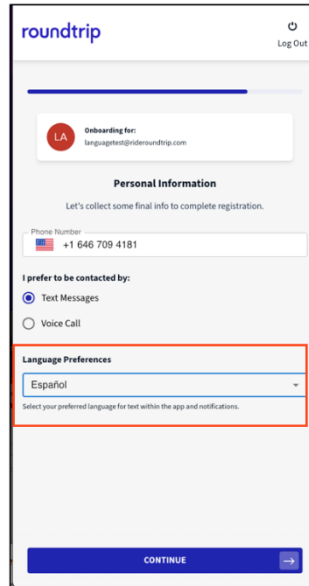 roundtrip
Log Out
LA
Onboarding for:
languagetest@rideroundtrip.com
Personal Information
Let's collect some final info to complete registration.
Phone Number
+1 646 709 4181
I prefer to be contacted by:
Text Messages
Voice Call
Language Preferences
Español
Select your preferred language for text within the app and notifications.
CONTINUE